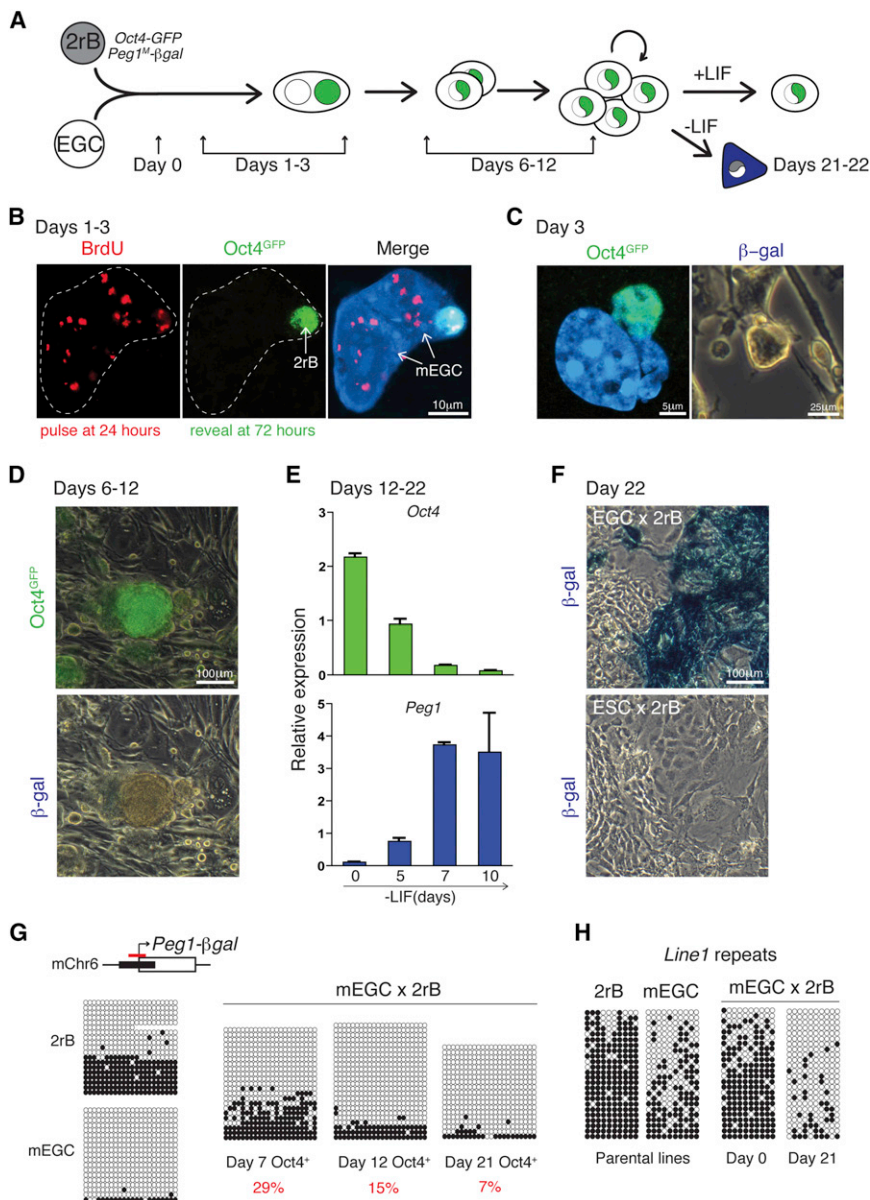 A
2rB
Oct4-GFP
Peg1ᴹ-βgal
EGC
Day 0
Days 1-3
Days 6-12
+LIF
-LIF
Days 21-22
B
Days 1-3
BrdU
Oct4ᴳᶠᴾ
Merge
2rB
mEGC
10μm
pulse at 24 hours
reveal at 72 hours
C
Day 3
Oct4ᴳᶠᴾ
β-gal
5μm
25μm
D
Days 6-12
Oct4ᴳᶠᴾ
100μm
β-gal
E
Days 12-22
Oct4
3
2
1
0
Relative expression
Peg1
5
4
3
2
1
0
0 5 7 10
-LIF(days)
F
Day 22
EGC x 2rB
β-gal
100μm
ESC x 2rB
β-gal
G
Peg1-βgal
mChr6
2rB
mEGC
mEGC x 2rB
Day 7 Oct4⁺
Day 12 Oct4⁺
Day 21 Oct4⁺
29%
15%
7%
H
Line1 repeats
2rB
mEGC
mEGC x 2rB
Parental lines
Day 0
Day 21